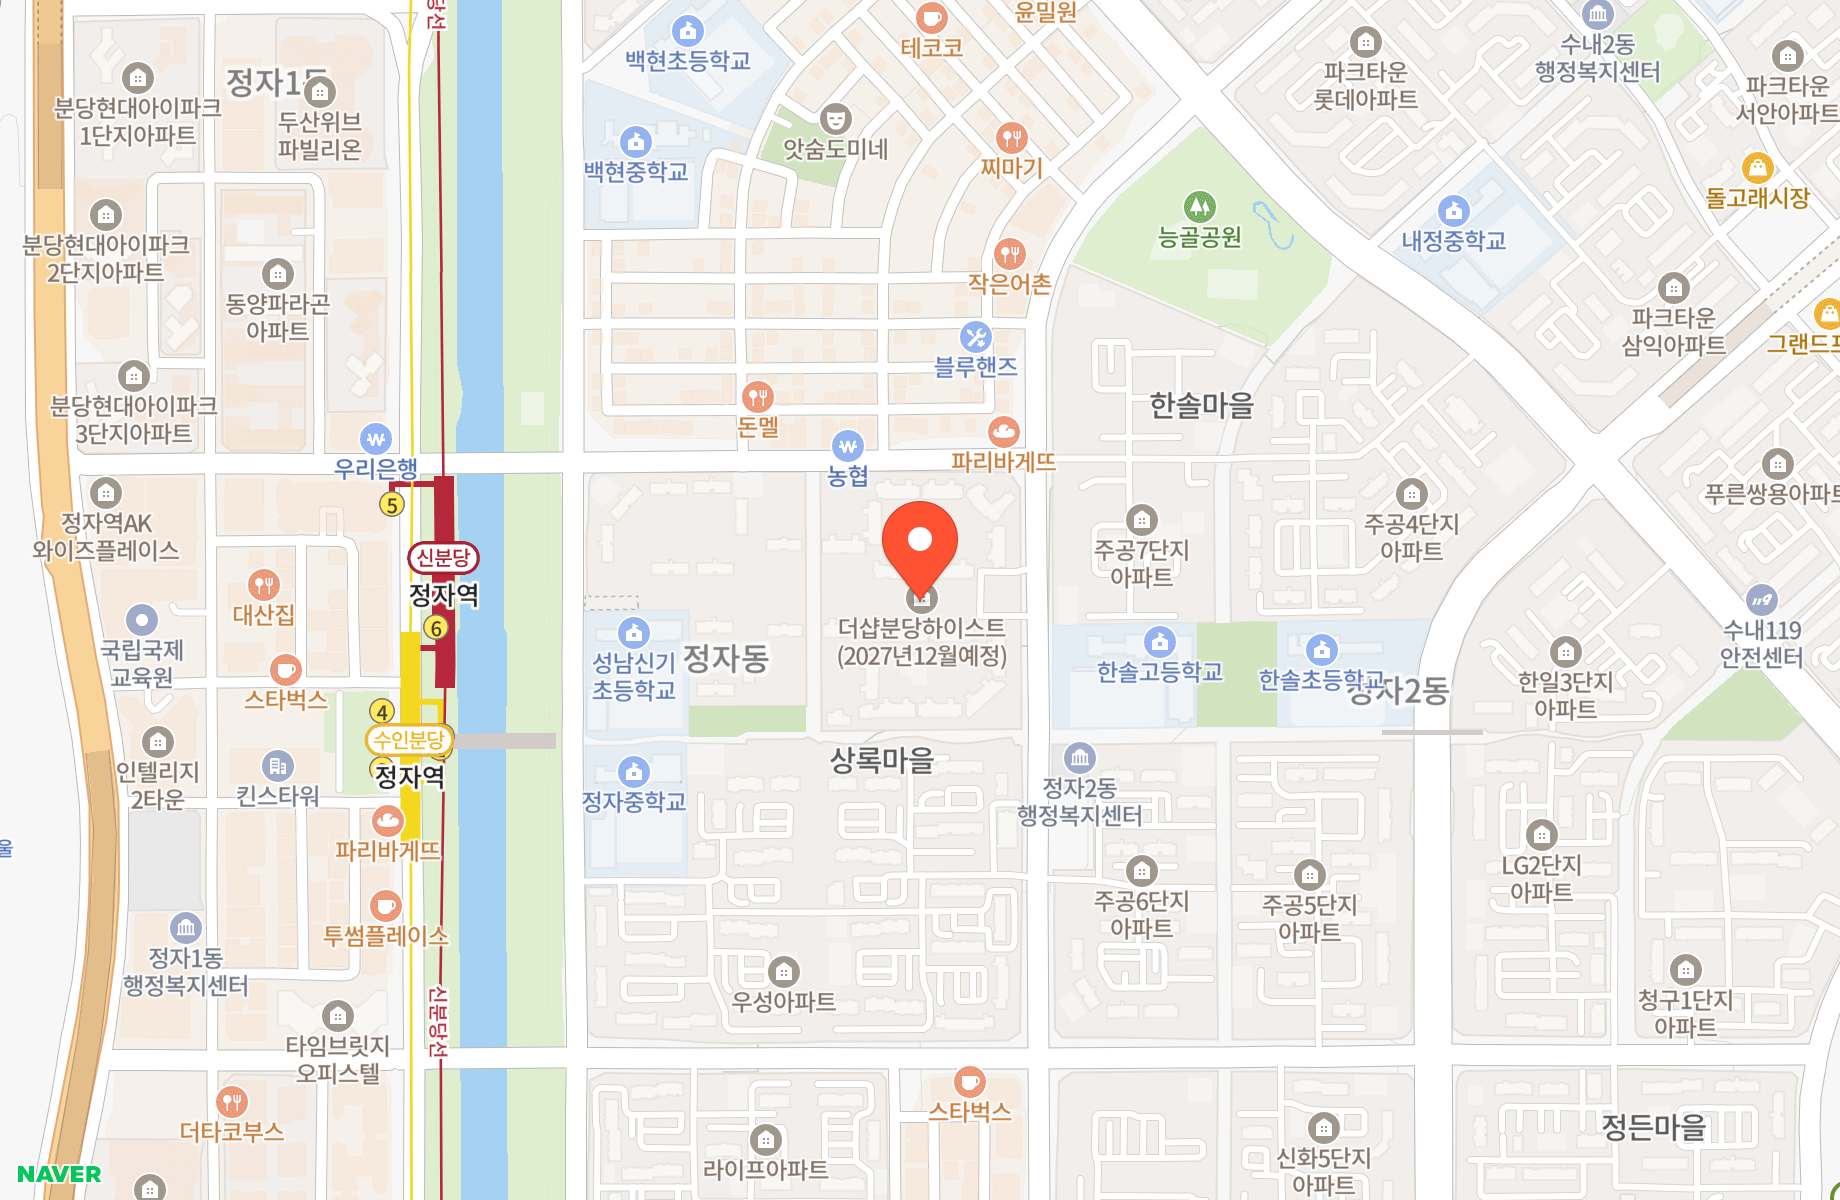 당선
윤밀원
테코코
백현초등학교
수내2동
행정복지센터
파크타운
롯데아파트
파크타운
서안아파트
정자1동
분당현대아이파크
1단지아파트
두산위브
파빌리온
앗숨도미네
찌마기
백현중학교
돌고래시장
능골공원
내정중학교
분당현대아이파크
2단지아파트
동양파라곤
아파트
작은어촌
파크타운
삼익아파트
그랜드프
블루핸즈
분당현대아이파크
3단지아파트
돈멜
한솔마을
우리은행
농협
파리바게뜨
푸른쌍용아파트
5
정자역AK
와이즈플레이스
주공7단지
아파트
주공4단지
아파트
신분당
정자역
6
대산집
국립국제
교육원
더샵분당하이스트
(2027년12월예정)
성남신기
초등학교
정자동
한솔고등학교
한솔초등학교
정자2동
수내119
안전센터
한일3단지
아파트
스타벅스
4
수인분당
정자역
인텔리지
2타운
킨스타워
상록마을
정자중학교
정자2동
행정복지센터
울
파리바게뜨
LG2단지
아파트
주공6단지
아파트
주공5단지
아파트
투썸플레이스
정자1동
행정복지센터
우성아파트
청구1단지
아파트
신분당선
타임브릿지
오피스텔
더타코부스
스타벅스
정든마을
라이프아파트
신화5단지
아파트
NAVER